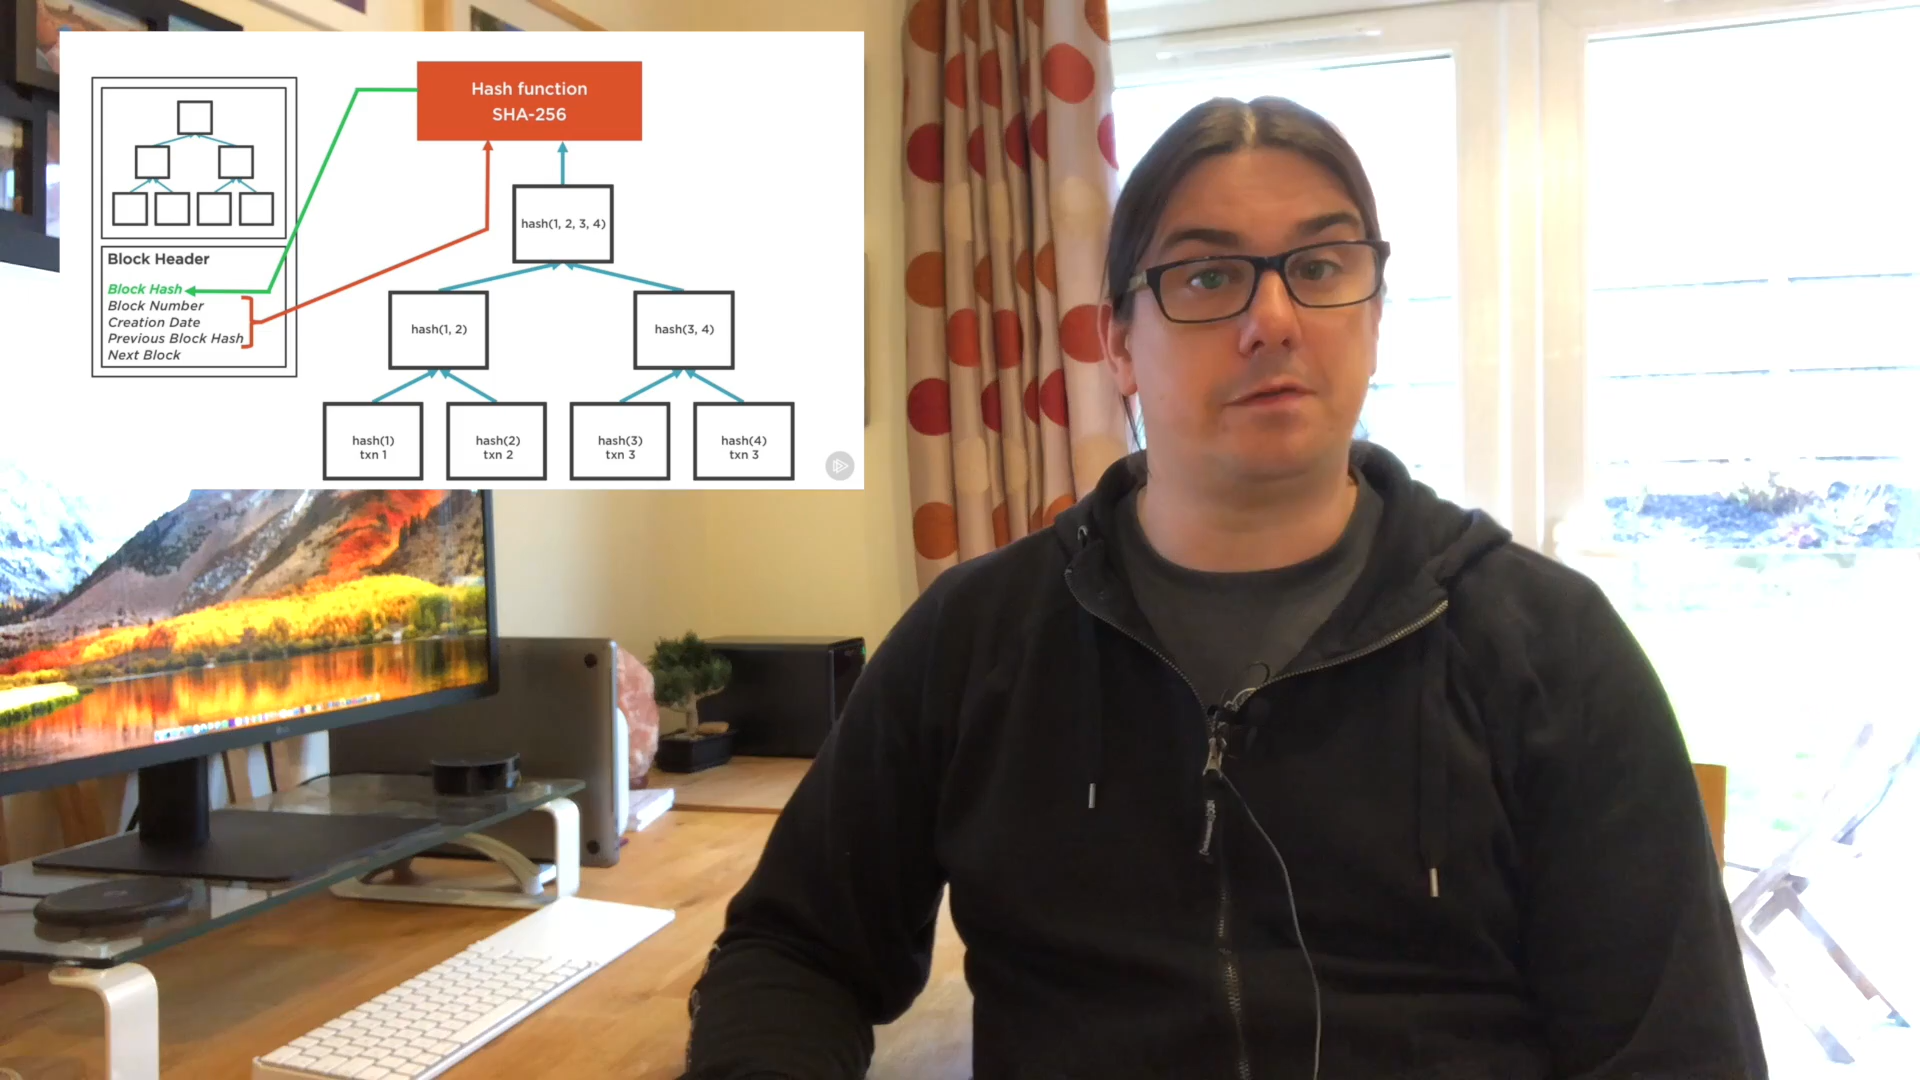 Hash function
SHA-256
hash(1, 2, 3, 4)
Block Header
Block Hash
Block Number
Creation Date
Previous Block Hash
Next Block
hash(1, 2)
hash(3, 4)
hash(1)
txn 1
hash(2)
txn 2
hash(3)
txn 3
hash(4)
txn 3